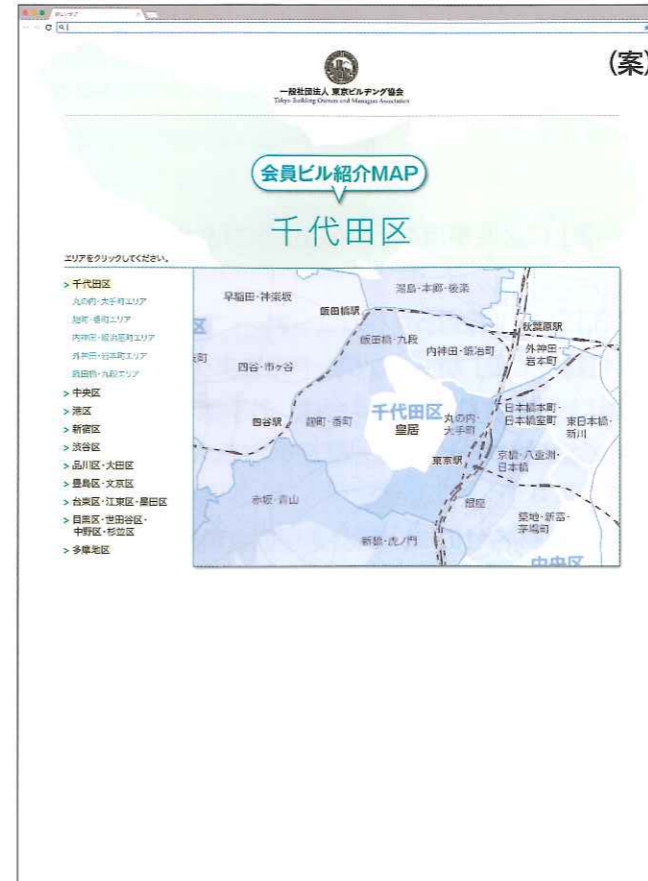 (案)
一般社団法人 東京ビルヂング協会
Tokyo Building Owners and Managers Association
会員ビル紹介MAP
千代田区
エリアをクリックしてください。
> 千代田区
丸の内・大手町エリア
麹町・番町エリア
内神田・鍛冶町エリア
外神田・岩本町エリア
飯田橋・九段エリア
> 中央区
> 港区
> 新宿区
> 渋谷区
> 品川区・大田区
> 豊島区・文京区
> 台東区・江東区・墨田区
> 目黒区・世田谷区・
中野区・杉並区
> 多摩地区
早稲田・神楽坂
湯島・本郷・後楽
飯田橋駅
秋葉原駅
区
飯田橋・九段
内神田・鍛冶町
外神田・
岩本町
町
四谷・市ヶ谷
四谷駅
麹町・番町
千代田区
皇居
丸の内・
大手町
日本橋本町・
日本橋室町
東日本橋・
新川
東京駅
京橋・八重洲・
日本橋
赤坂・青山
銀座
築地・新富・
茅場町
新橋・虎ノ門
中央区